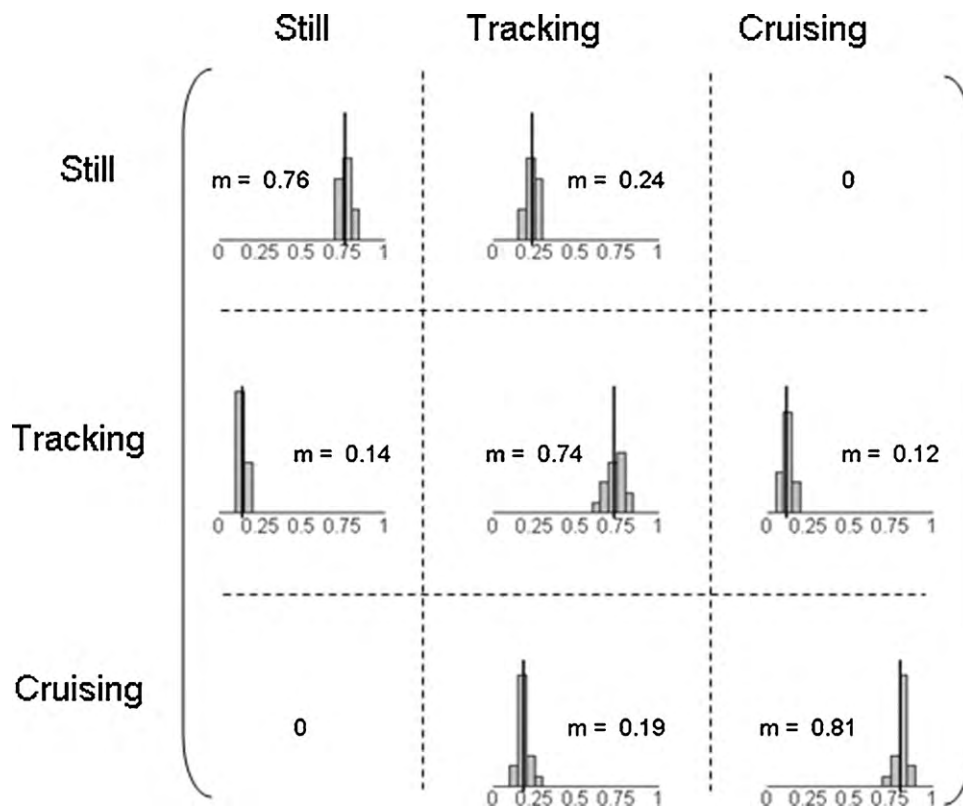 Still Tracking Cruising
Still
m = 0.76
m = 0.24
0
0 0.25 0.5 0.75 1
0 0.25 0.5 0.75 1
Tracking
m = 0.14
m = 0.74
m = 0.12
0 0.25 0.5 0.75 1
0 0.25 0.5 0.75 1
0 0.25 0.5 0.75 1
Cruising
0
m = 0.19
m = 0.81
0 0.25 0.5 0.75 1
0 0.25 0.5 0.75 1